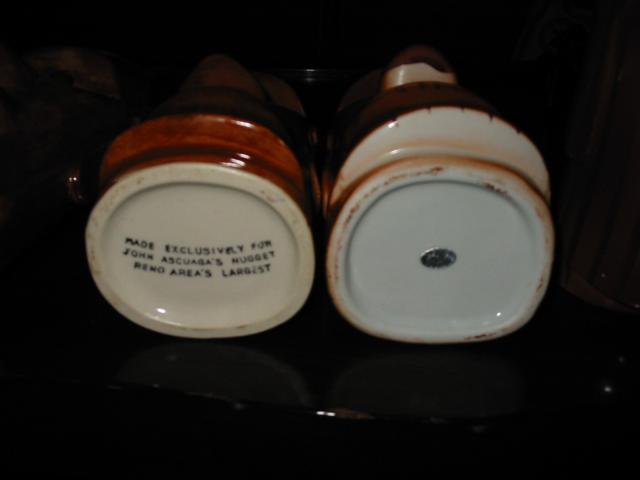 MADE EXCLUSIVELY FOR
JOHN ASCUAGA'S NUGGET
RENO AREA'S LARGEST